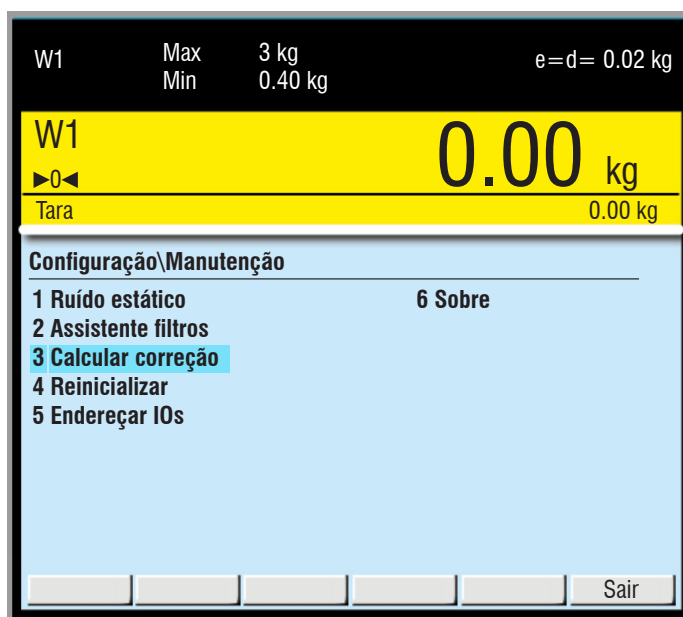 W1 Max 3 kg e=d= 0.02 kg
Min 0.40 kg
W1 0.00 kg
►0◄
Tara 0.00 kg
Configuração\Manutenção
1 Ruído estático 6 Sobre
2 Assistente filtros
3 Calcular correção
4 Reinicializar
5 Endereçar IOs
Sair